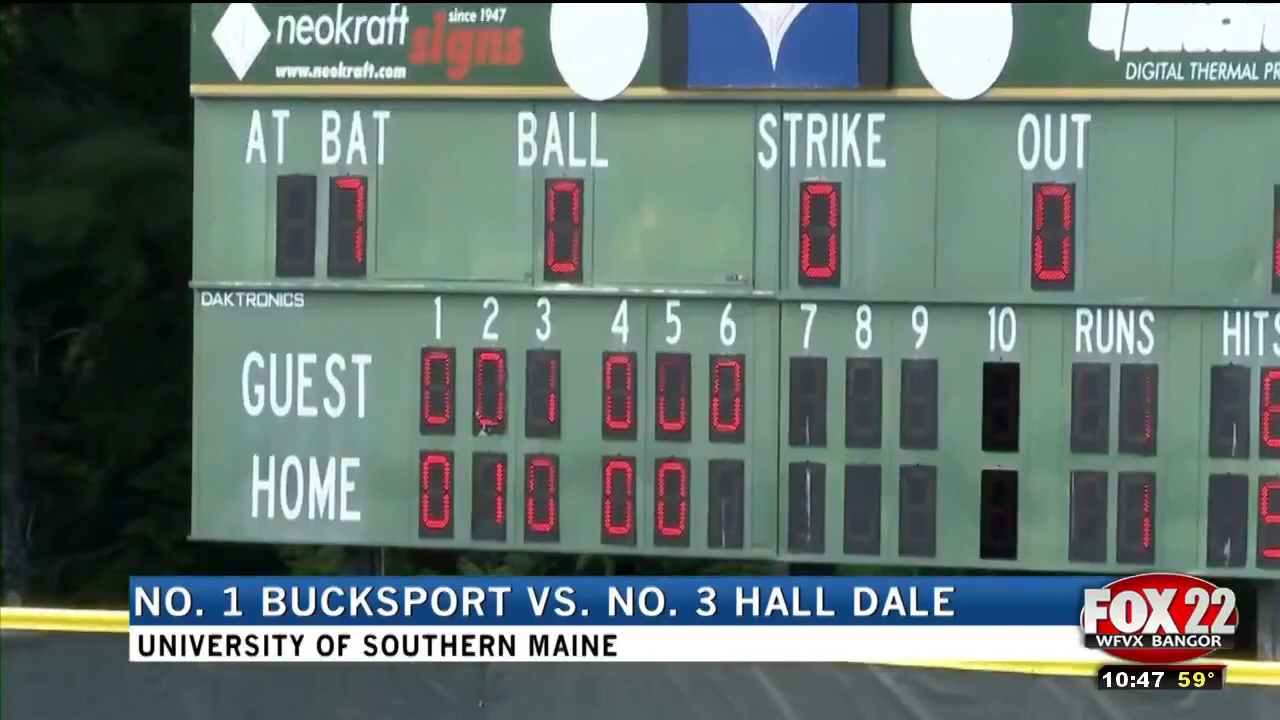 neokraft signs since 1947
www.neokraft.com
DIGITAL THERMAL
AT BAT BALL STRIKE OUT
7 0 0 0
DAKTRONICS
1 2 3 4 5 6 7 8 9 10 RUNS HITS
GUEST 0 0 1 0 0 0 1
HOME 0 1 0 0 0 1
NO. 1 BUCKSPORT VS. NO. 3 HALL DALE
UNIVERSITY OF SOUTHERN MAINE
FOX 22
WFVX BANGOR
10:47 59°